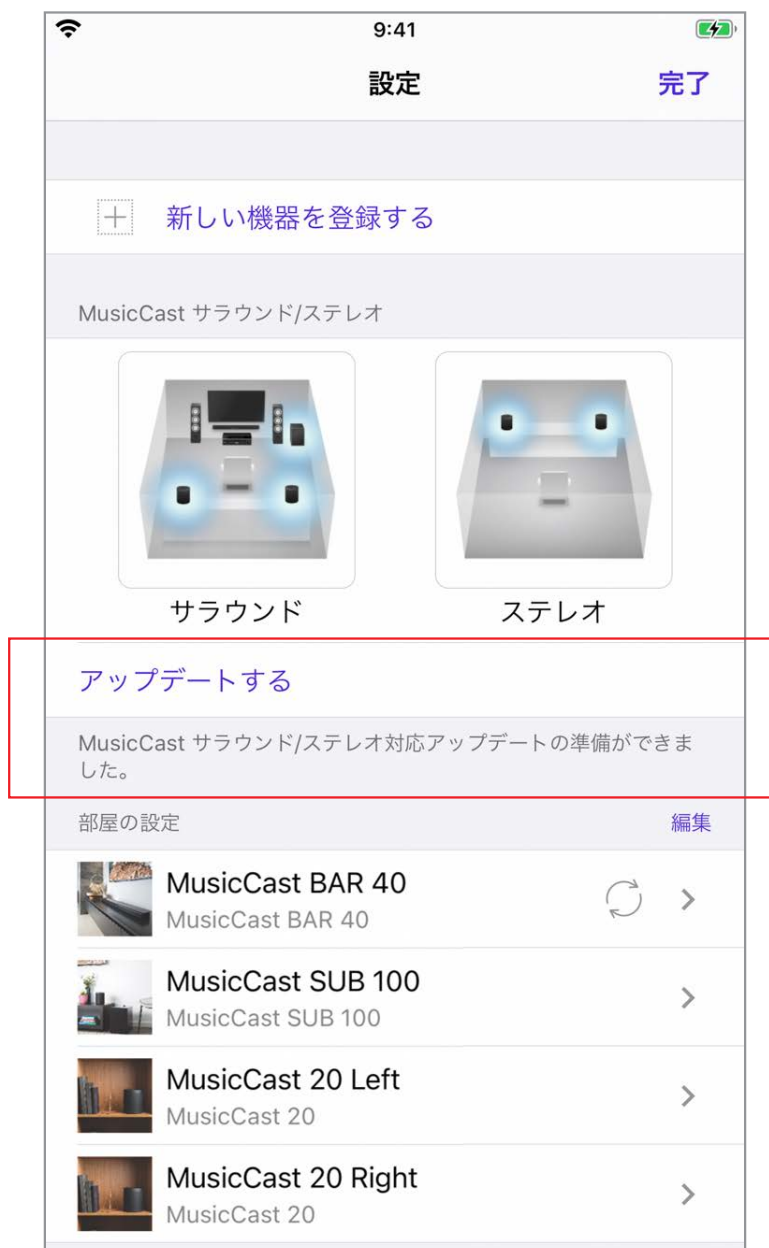 9:41
設定
完了
新しい機器を登録する
MusicCast サラウンド/ステレオ
サラウンド
ステレオ
アップデートする
MusicCast サラウンド/ステレオ対応アップデートの準備ができま
した。
部屋の設定
編集
MusicCast BAR 40
MusicCast BAR 40
MusicCast SUB 100
MusicCast SUB 100
MusicCast 20 Left
MusicCast 20
MusicCast 20 Right
MusicCast 20